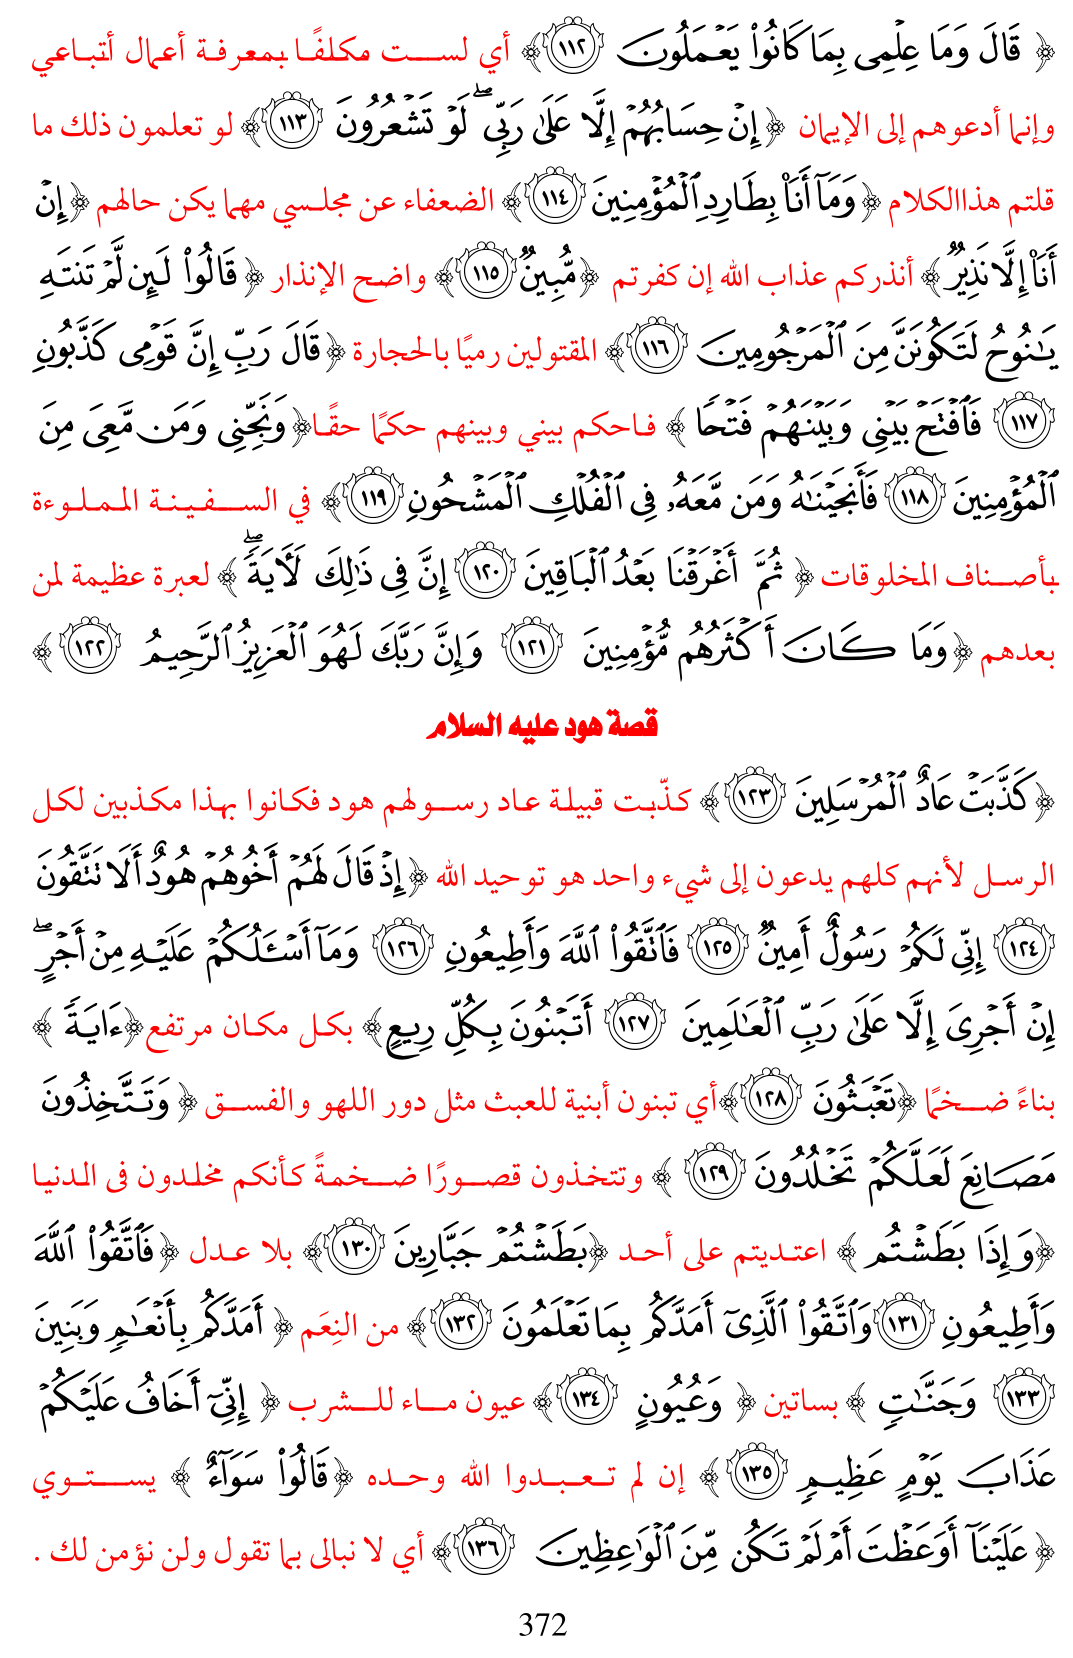 ﴿ قَالَ وَمَا عِلْمِى بِمَا كَانُوا۟ يَعْمَلُونَ ١١٢ ﴾ أي لست مكلفًا بمعرفة أعمال أتباعي
وإنما أدعوهم إلى الإيمان ﴿ إِنْ حِسَابُهُمْ إِلَّا عَلَىٰ رَبِّى ۖ لَوْ تَشْعُرُونَ ١١٣ ﴾ لو تعلمون ذلك ما
قلتم هذاالكلام ﴿ وَمَآ أَنَا۠ بِطَارِدِ ٱلْمُؤْمِنِينَ ١١٤ ﴾ الضعفاء عن مجلسي مهما يكن حالهم ﴿ إِنْ
أَنَا۠ إِلَّا نَذِيرٌ ﴾ أنذركم عذاب الله إن كفرتم ﴿ مُّبِينٌ ١١٥ ﴾ واضح الإنذار ﴿ قَالُوا۟ لَئِن لَّمْ تَنتَهِ
يَـٰنُوحُ لَتَكُونَنَّ مِنَ ٱلْمَرْجُومِينَ ١١٦ ﴾ المقتولين رميًا بالحجارة ﴿ قَالَ رَبِّ إِنَّ قَوْمِى كَذَّبُونِ
١١٧ فَٱفْتَحْ بَيْنِى وَبَيْنَهُمْ فَتْحًا ﴾ فاحكم بيني وبينهم حكمًا حقًا ﴿ وَنَجِّنِى وَمَن مَّعِىَ مِنَ
ٱلْمُؤْمِنِينَ ١١٨ فَأَنجَيْنَـٰهُ وَمَن مَّعَهُۥ فِى ٱلْفُلْكِ ٱلْمَشْحُونِ ١١٩ ﴾ في السفينة المملوءة
بأصناف المخلوقات ﴿ ثُمَّ أَغْرَقْنَا بَعْدُ ٱلْبَاقِينَ ١٢٠ إِنَّ فِى ذَٰلِكَ لَـَٔايَةً ۖ ﴾ لعبرة عظيمة لمن
بعدهم ﴿ وَمَا كَانَ أَكْثَرُهُم مُّؤْمِنِينَ ١٢١ وَإِنَّ رَبَّكَ لَهُوَ ٱلْعَزِيزُ ٱلرَّحِيمُ ١٢٢ ﴾
قصة هود عليه السلام
﴿ كَذَّبَتْ عَادٌ ٱلْمُرْسَلِينَ ١٢٣ ﴾ كذّبت قبيلة عاد رسولهم هود فكانوا بهذا مكذبين لكل
الرسل لأنهم كلهم يدعون إلى شيء واحد هو توحيد الله ﴿ إِذْ قَالَ لَهُمْ أَخُوهُمْ هُودٌ أَلَا تَتَّقُونَ
١٢٤ إِنِّى لَكُمْ رَسُولٌ أَمِينٌ ١٢٥ فَٱتَّقُوا۟ ٱللَّهَ وَأَطِيعُونِ ١٢٦ وَمَآ أَسْـَٔلُكُمْ عَلَيْهِ مِنْ أَجْرٍ ۖ
إِنْ أَجْرِىَ إِلَّا عَلَىٰ رَبِّ ٱلْعَـٰلَمِينَ ١٢٧ أَتَبْنُونَ بِكُلِّ رِيعٍ ﴾ بكل مكان مرتفع ﴿ ءَايَةً ﴾
بناءً ضخمًا ﴿ تَعْبَثُونَ ١٢٨ ﴾ أي تبنون أبنية للعبث مثل دور اللهو والفسق ﴿ وَتَتَّخِذُونَ
مَصَانِعَ لَعَلَّكُمْ تَخْلُدُونَ ١٢٩ ﴾ وتتخذون قصورًا ضخمةً كأنكم مخلدون فى الدنيا
﴿ وَإِذَا بَطَشْتُم ﴾ اعتديتم على أحد ﴿ بَطَشْتُمْ جَبَّارِينَ ١٣٠ ﴾ بلا عدل ﴿ فَٱتَّقُوا۟ ٱللَّهَ
وَأَطِيعُونِ ١٣١ وَٱتَّقُوا۟ ٱلَّذِىٓ أَمَدَّكُم بِمَا تَعْلَمُونَ ١٣٢ ﴾ من النِعَم ﴿ أَمَدَّكُم بِأَنْعَـٰمٍ وَبَنِينَ
١٣٣ وَجَنَّـٰتٍ ﴾ بساتين ﴿ وَعُيُونٍ ١٣٤ ﴾ عيون ماء للشرب ﴿ إِنِّىٓ أَخَافُ عَلَيْكُمْ
عَذَابَ يَوْمٍ عَظِيمٍ ١٣٥ ﴾ إن لم تعبدوا الله وحده ﴿ قَالُوا۟ سَوَآءٌ ﴾ يستوي
﴿ عَلَيْنَآ أَوَعَظْتَ أَمْ لَمْ تَكُن مِّنَ ٱلْوَٰعِظِينَ ١٣٦ ﴾ أي لا نبالى بما تقول ولن نؤمن لك .
372